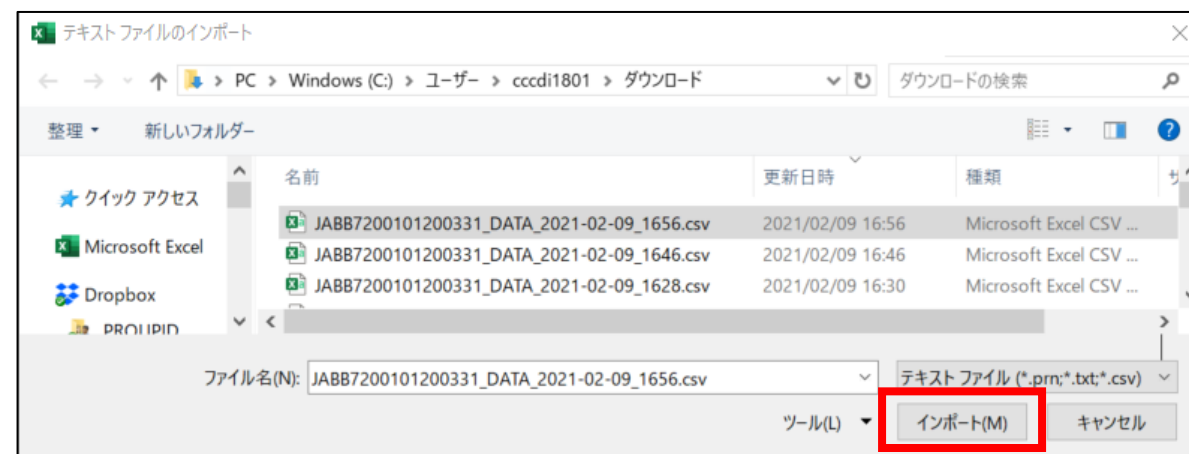 テキスト ファイルのインポート
PC > Windows (C:) > ユーザー > cccdi1801 > ダウンロード
ダウンロードの検索
整理 新しいフォルダー
名前 更新日時 種類 サ
クイック アクセス
JABB7200101200331_DATA_2021-02-09_1656.csv 2021/02/09 16:56 Microsoft Excel CSV ...
Microsoft Excel
JABB7200101200331_DATA_2021-02-09_1646.csv 2021/02/09 16:46 Microsoft Excel CSV ...
Dropbox
JABB7200101200331_DATA_2021-02-09_1628.csv 2021/02/09 16:30 Microsoft Excel CSV ...
PROUPID
ファイル名(N): JABB7200101200331_DATA_2021-02-09_1656.csv テキスト ファイル (*.prn;*.txt;*.csv)
ツール(L) インポート(M) キャンセル